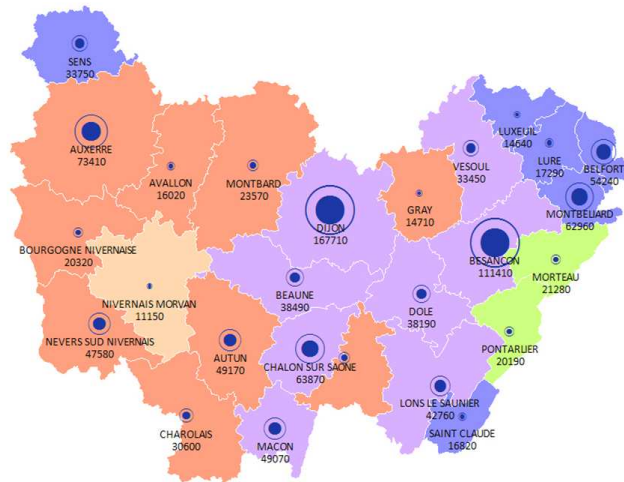 SENS
33750
AUXERRE
73410
AVALLON
16020
MONTBARD
23570
LUXEUIL
14640
LURE
17290
BELFORT
54240
VESOUL
33450
MONTBELIARD
62960
GRAY
14710
DIJON
167710
BESANCON
111410
MORTEAU
21280
BOURGOGNE NIVERNAISE
20320
NIVERNAIS MORVAN
11150
BEAUNE
38490
DOLE
38190
NEVERS SUD NIVERNAIS
47580
AUTUN
49170
CHALON SUR SAONE
63870
PONTARLIER
20190
LONS LE SAUNIER
42760
SAINT CLAUDE
16820
CHAROLAIS
30600
MACON
49070